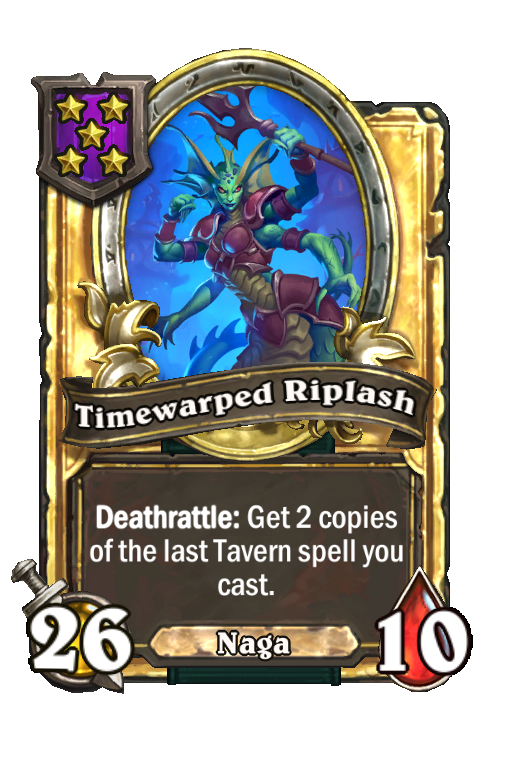 Timewarped Riplash
Deathrattle: Get 2 copies
of the last Tavern spell you
cast.
26
Naga
10